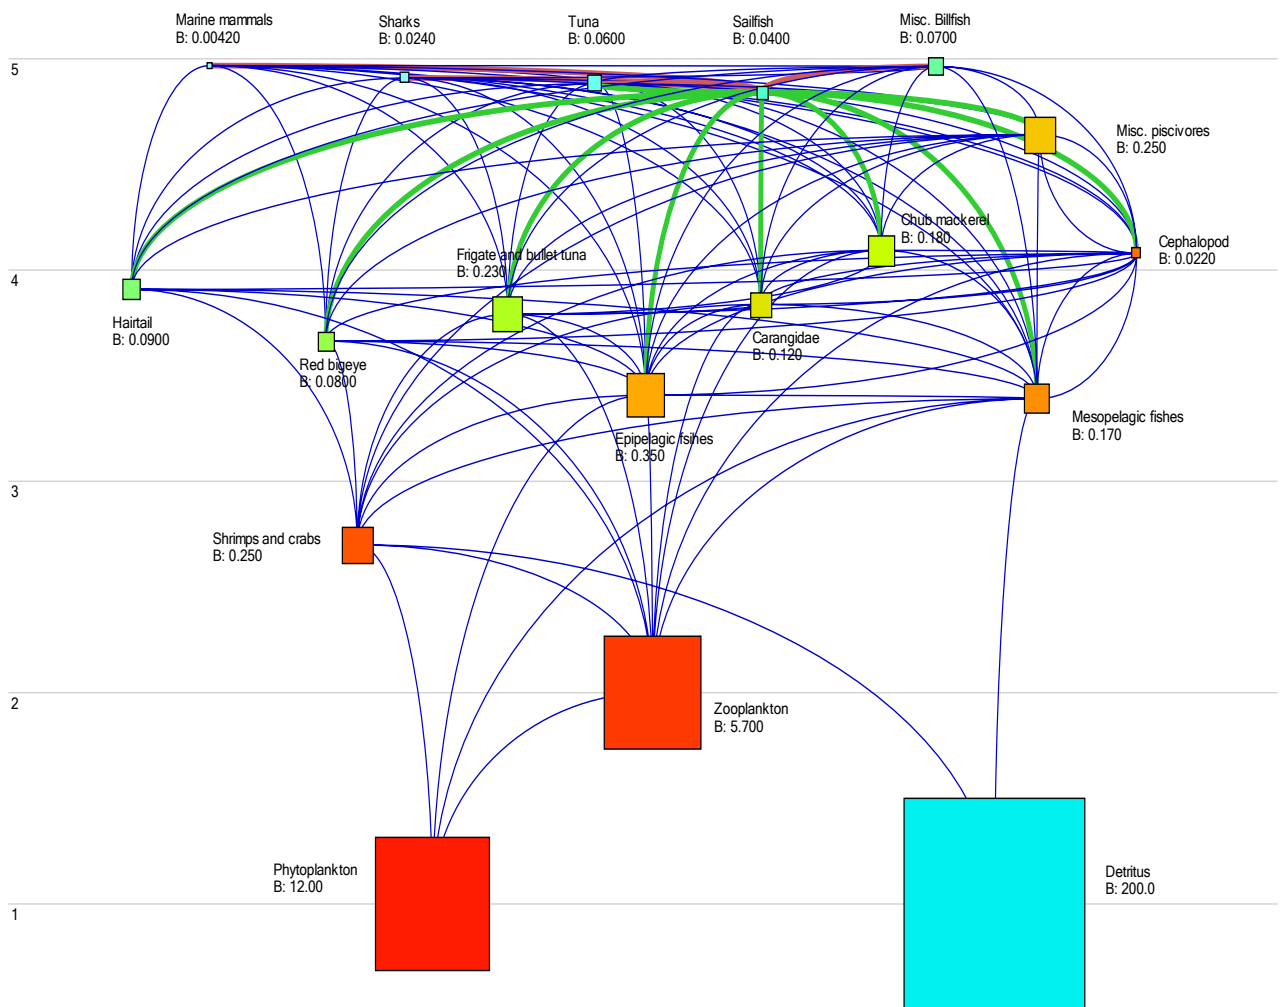 Marine mammals
B: 0.00420
Sharks
B: 0.0240
Tuna
B: 0.0600
Sailfish
B: 0.0400
Misc. Billfish
B: 0.0700
5
Misc. piscivores
B: 0.250
Chub mackerel
B: 0.180
Cephalopod
B: 0.0220
Frigate and bullet tuna
B: 0.230
4
Hairtail
B: 0.0900
Carangidae
B: 0.120
Red bigeye
B: 0.0800
Mesopelagic fishes
B: 0.170
Epipelagic fsihes
B: 0.350
3
Shrimps and crabs
B: 0.250
2
Zooplankton
B: 5.700
Phytoplankton
B: 12.00
Detritus
B: 200.0
1